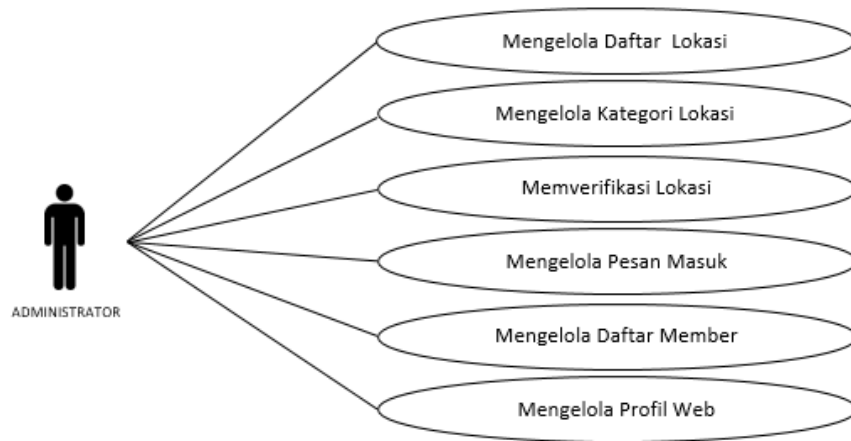 Mengelola Daftar Lokasi
Mengelola Kategori Lokasi
Memverifikasi Lokasi
Mengelola Pesan Masuk
Mengelola Daftar Member
Mengelola Profil Web
ADMINISTRATOR